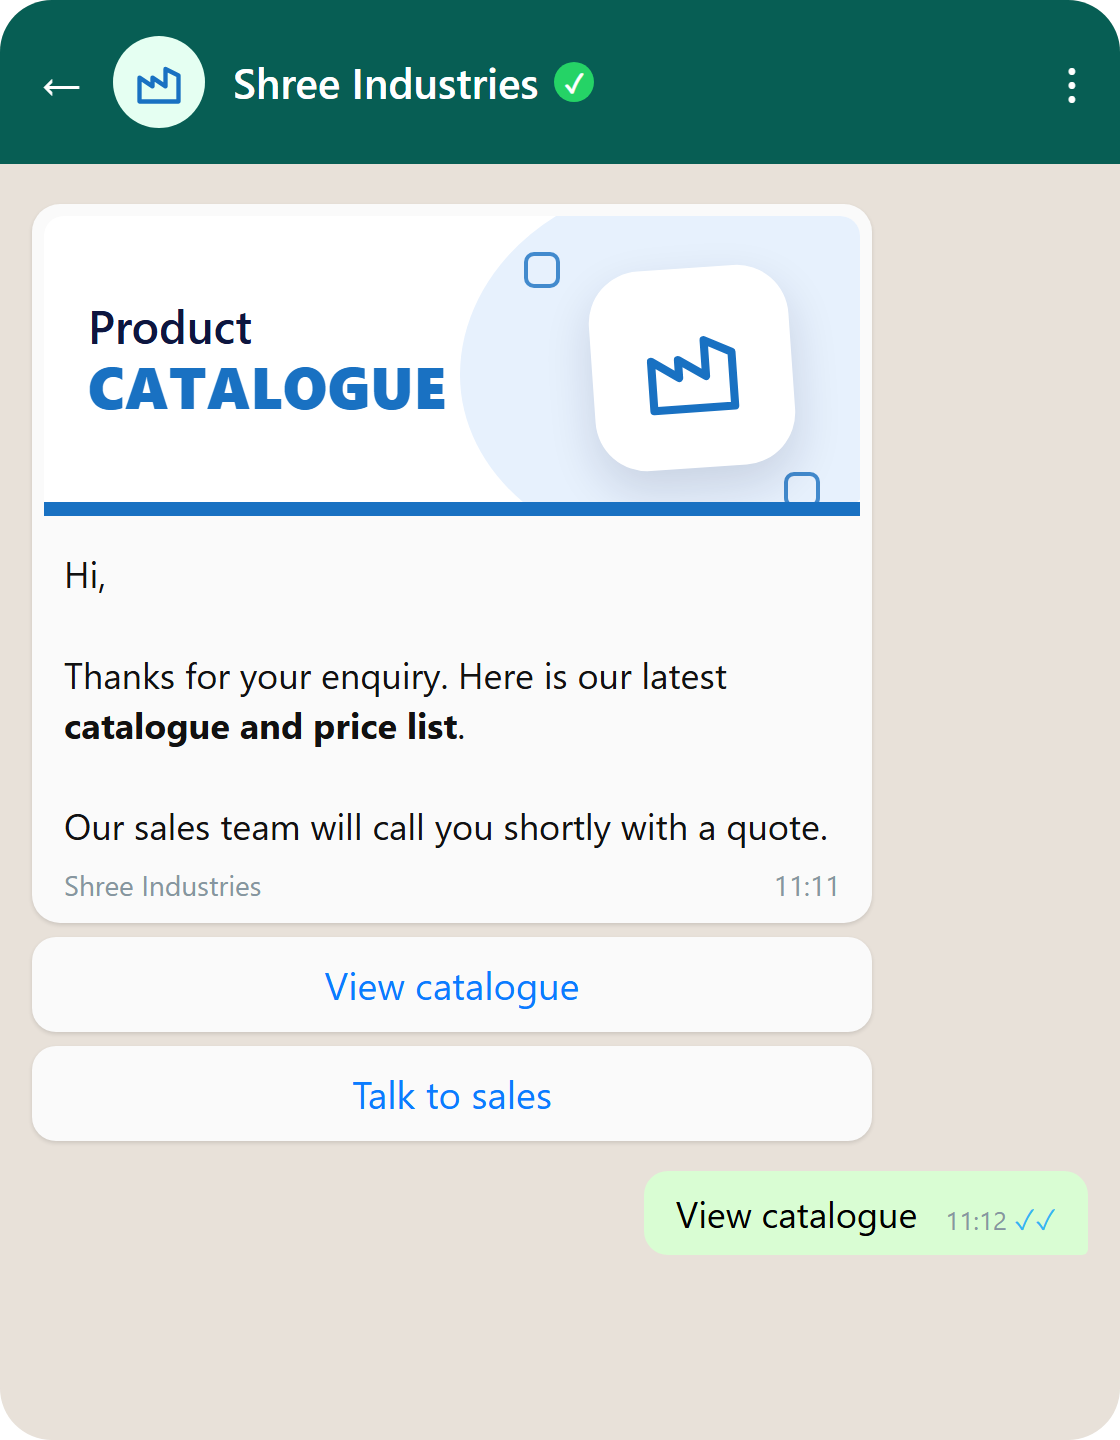 Shree Industries
Product
CATALOGUE
Hi,
Thanks for your enquiry. Here is our latest
catalogue and price list.
Our sales team will call you shortly with a quote.
Shree Industries 11:11
View catalogue
Talk to sales
View catalogue 11:12